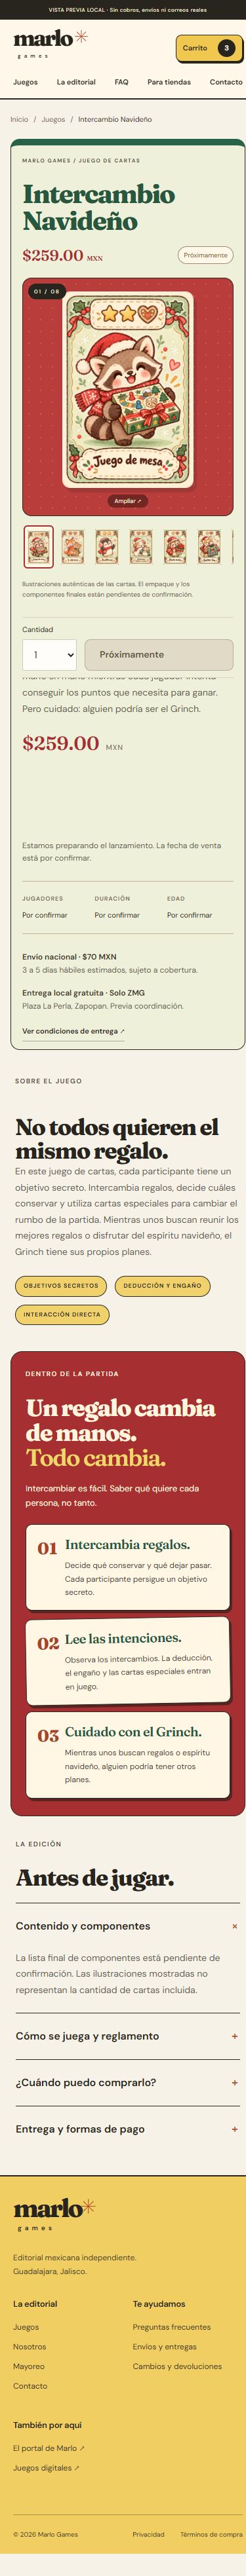 VISTA PREVIA LOCAL · Sin cobros, envíos ni correos reales
marlo
games
Carrito 3
Juegos La editorial FAQ Para tiendas Contacto
Inicio / Juegos / Intercambio Navideño
MARLO GAMES / JUEGO DE CARTAS
Intercambio
Navideño
$259.00 MXN
Próximamente
01 / 08
Juego de mesa
Ampliar ↗
Ilustraciones auténticas de las cartas. El empaque y los
componentes finales están pendientes de confirmación.
Cantidad
1
Próximamente
conseguir los puntos que necesita para ganar.
Pero cuidado: alguien podría ser el Grinch.
$259.00 MXN
Estamos preparando el lanzamiento. La fecha de venta
está por confirmar.
JUGADORES DURACIÓN EDAD
Por confirmar Por confirmar Por confirmar
Envío nacional · $70 MXN
3 a 5 días hábiles estimados, sujeto a cobertura.
Entrega local gratuita · Solo ZMG
Plaza La Perla, Zapopan. Previa coordinación.
Ver condiciones de entrega ↗
SOBRE EL JUEGO
No todos quieren el
mismo regalo.
En este juego de cartas, cada participante tiene un
objetivo secreto. Intercambia regalos, decide cuáles
conservar y utiliza cartas especiales para cambiar el
rumbo de la partida. Mientras unos buscan reunir los
mejores regalos o disfrutar del espíritu navideño, el
Grinch tiene sus propios planes.
OBJETIVOS SECRETOS
DEDUCCIÓN Y ENGAÑO
INTERACCIÓN DIRECTA
DENTRO DE LA PARTIDA
Un regalo cambia
de manos.
Todo cambia.
Intercambiar es fácil. Saber qué quiere cada
persona, no tanto.
01 Intercambia regalos.
Decide qué conservar y qué dejar pasar.
Cada participante persigue un objetivo
secreto.
02 Lee las intenciones.
Observa los intercambios. La deducción,
el engaño y las cartas especiales entran
en juego.
03 Cuidado con el Grinch.
Mientras unos buscan regalos o espíritu
navideño, alguien podría tener otros
planes.
LA EDICIÓN
Antes de jugar.
Contenido y componentes ×
La lista final de componentes está pendiente de
confirmación. Las ilustraciones mostradas no
representan la cantidad de cartas incluida.
Cómo se juega y reglamento +
¿Cuándo puedo comprarlo? +
Entrega y formas de pago +
marlo
games
Editorial mexicana independiente.
Guadalajara, Jalisco.
La editorial Te ayudamos
Juegos Preguntas frecuentes
Nosotros Envíos y entregas
Mayoreo Cambios y devoluciones
Contacto
También por aquí
El portal de Marlo ↗
Juegos digitales ↗
© 2026 Marlo Games Privacidad Términos de compra